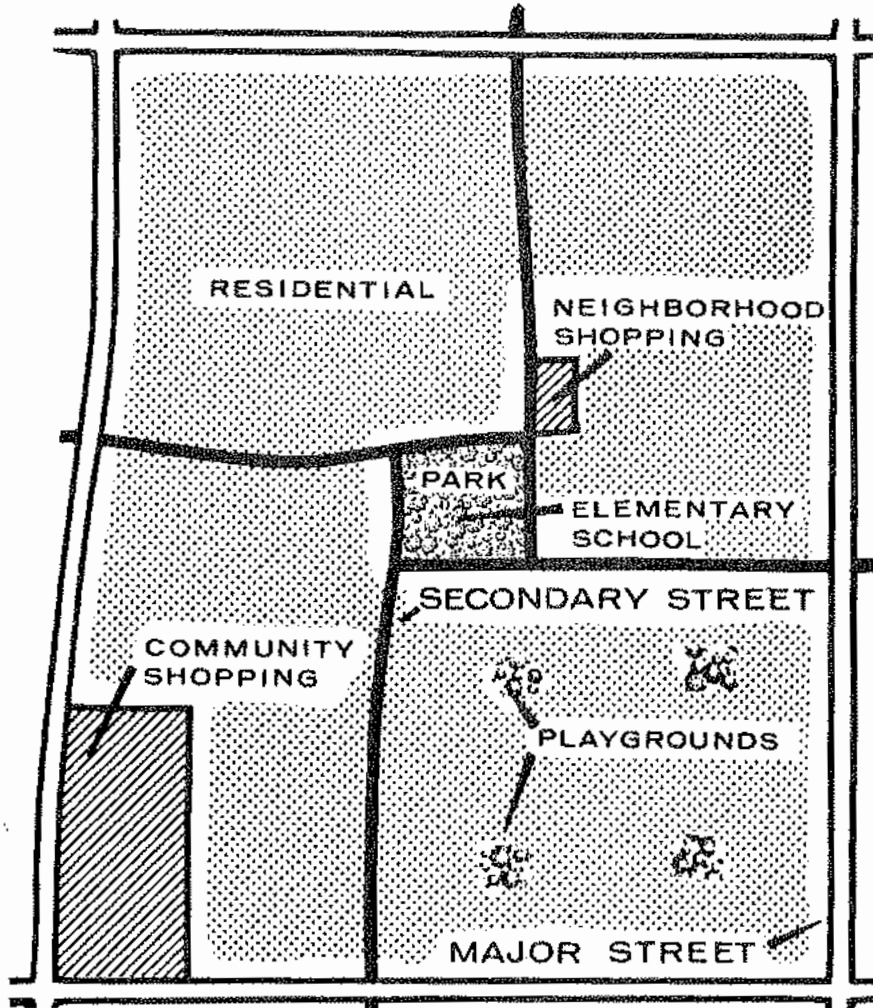 RESIDENTIAL
NEIGHBORHOOD
SHOPPING
PARK
ELEMENTARY
SCHOOL
SECONDARY STREET
COMMUNITY
SHOPPING
PLAYGROUNDS
MAJOR STREET